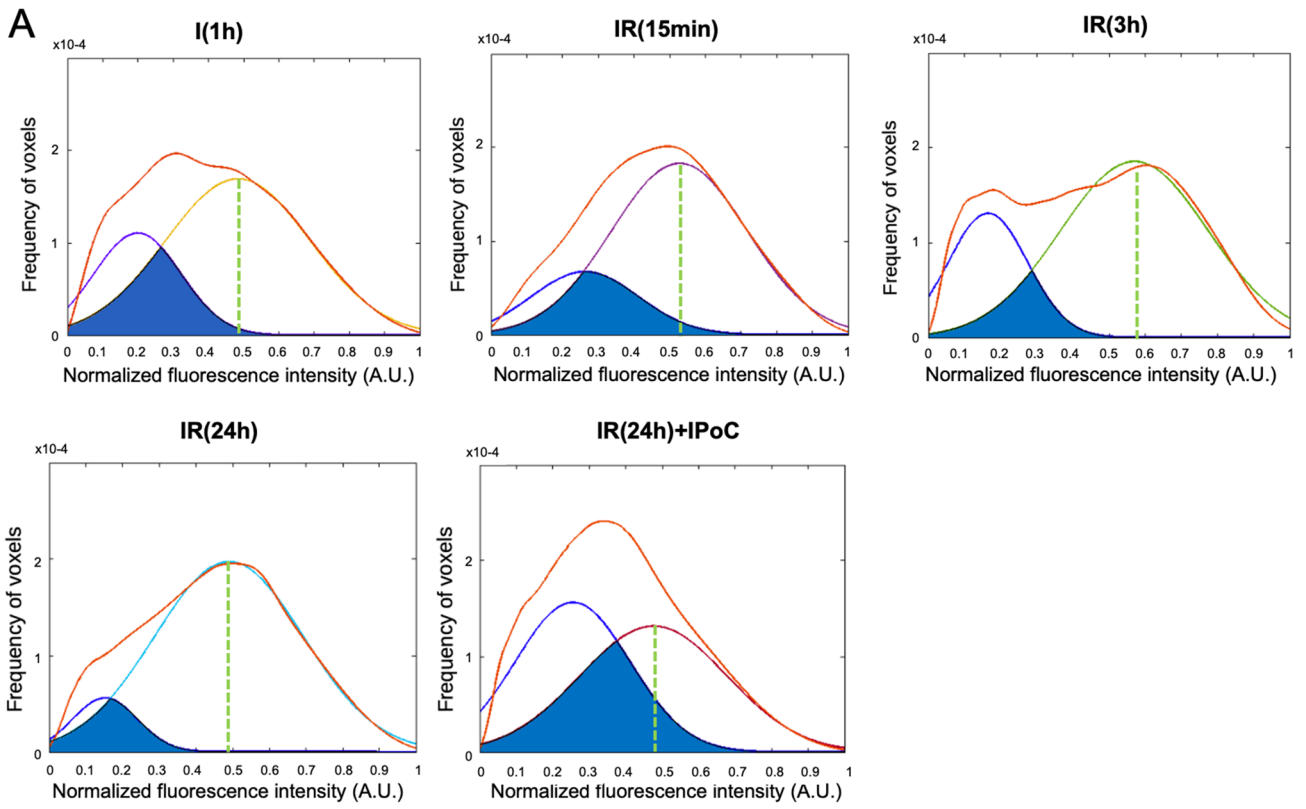 A
I(1h)
x10-4
Frequency of voxels
2
1
0
0 0.1 0.2 0.3 0.4 0.5 0.6 0.7 0.8 0.9 1
Normalized fluorescence intensity (A.U.)
IR(15min)
x10-4
Frequency of voxels
2
1
0
0 0.1 0.2 0.3 0.4 0.5 0.6 0.7 0.8 0.9 1
Normalized fluorescence intensity (A.U.)
IR(3h)
x10-4
Frequency of voxels
2
1
0
0 0.1 0.2 0.3 0.4 0.5 0.6 0.7 0.8 0.9 1
Normalized fluorescence intensity (A.U.)
IR(24h)
x10-4
Frequency of voxels
2
1
0
0 0.1 0.2 0.3 0.4 0.5 0.6 0.7 0.8 0.9 1
Normalized fluorescence intensity (A.U.)
IR(24h)+IPoC
x10-4
Frequency of voxels
2
1
0
0 0.1 0.2 0.3 0.4 0.5 0.6 0.7 0.8 0.9 1
Normalized fluorescence intensity (A.U.)